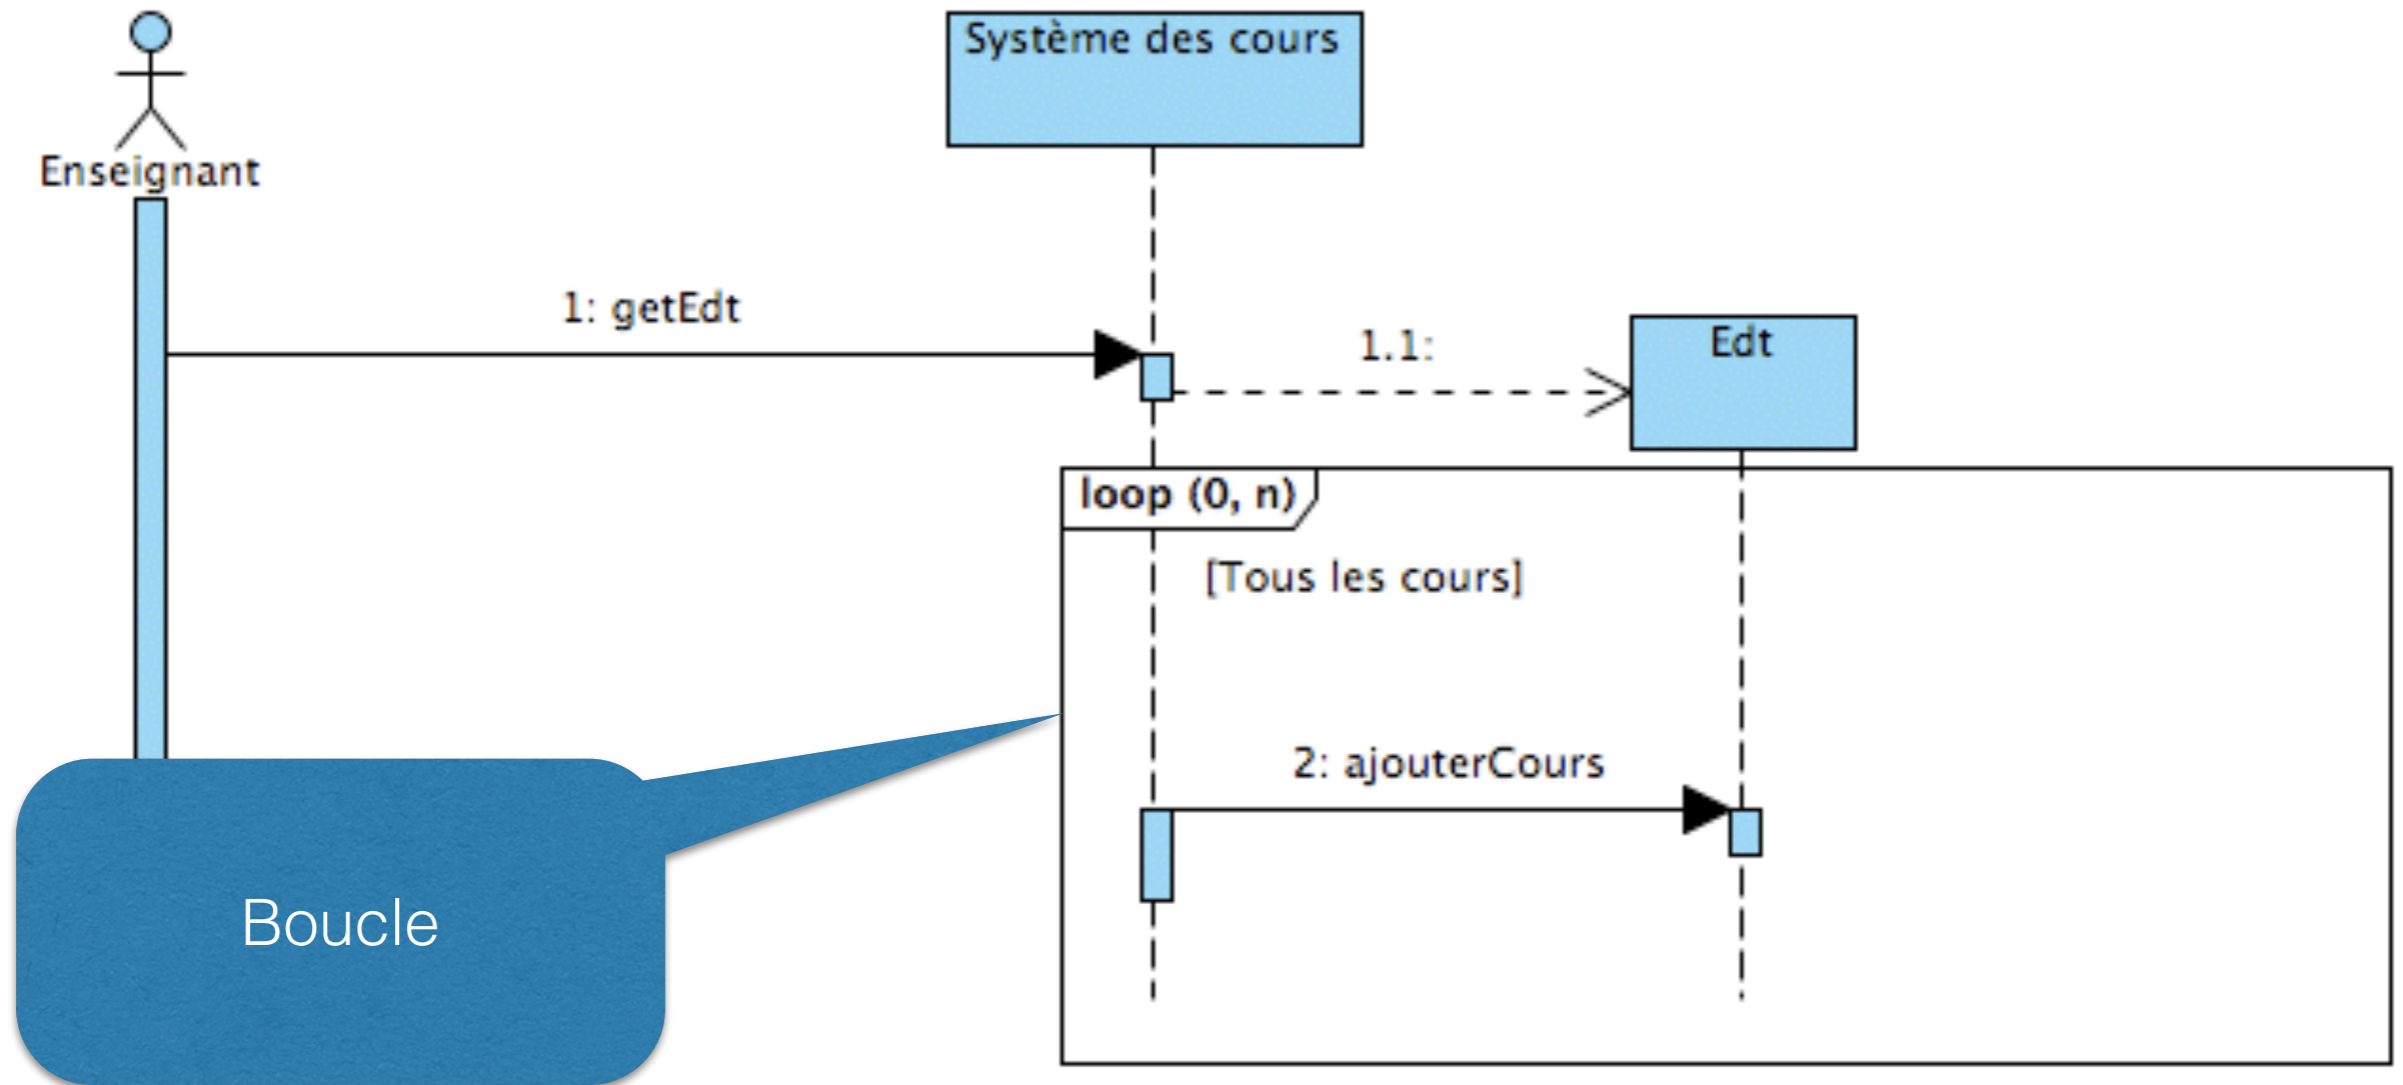 Système des cours
Enseignant
1: getEdt
1.1:
Edt
loop (0, n)
[Tous les cours]
2: ajouterCours
Boucle